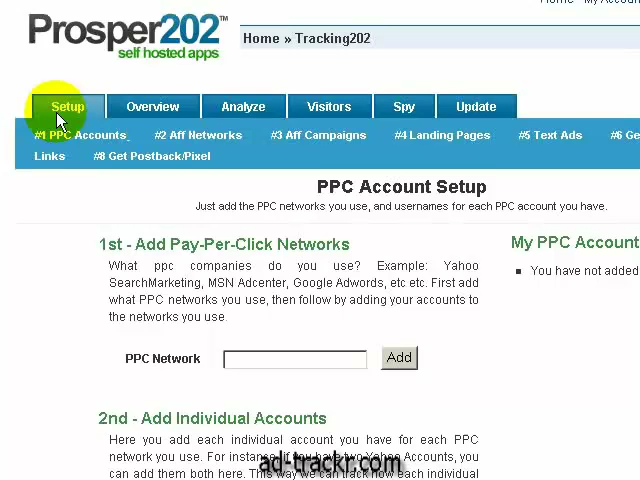 Home My Accoun
Prosper202™
self hosted apps
Home » Tracking202
Setup Overview Analyze Visitors Spy Update
#1 PPC Accounts #2 Aff Networks #3 Aff Campaigns #4 Landing Pages #5 Text Ads #6 Ge
Links #8 Get Postback/Pixel
PPC Account Setup
Just add the PPC networks you use, and usernames for each PPC account you have.
1st - Add Pay-Per-Click Networks
What ppc companies do you use? Example: Yahoo
SearchMarketing, MSN Adcenter, Google Adwords, etc etc. First add
what PPC networks you use, then follow by adding your accounts to
the networks you use.
My PPC Account
You have not added
PPC Network Add
2nd - Add Individual Accounts
Here you add each individual account you have for each PPC
network you use. For instance, if you have two Yahoo Accounts, you
can add them both here. This way we can track how each individual
ad-trackr.com